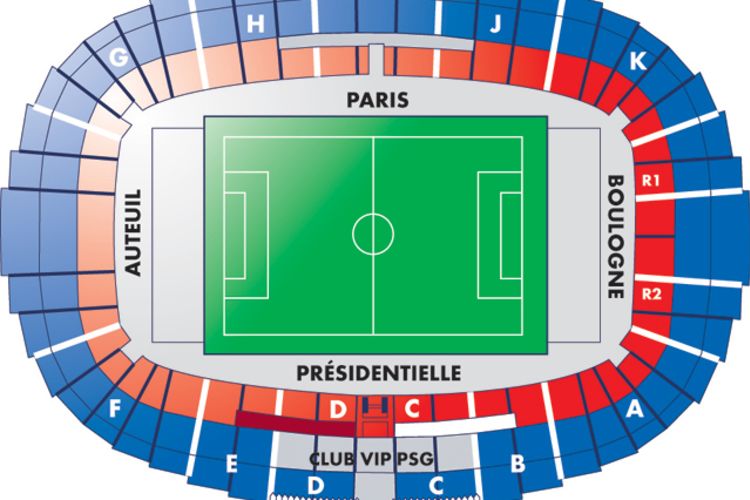 H
J
G
K
PARIS
R1
AUTEUIL
BOULOGNE
R2
PRÉSIDENTIELLE
F
D
C
A
E
CLUB VIP PSG
B
D
C